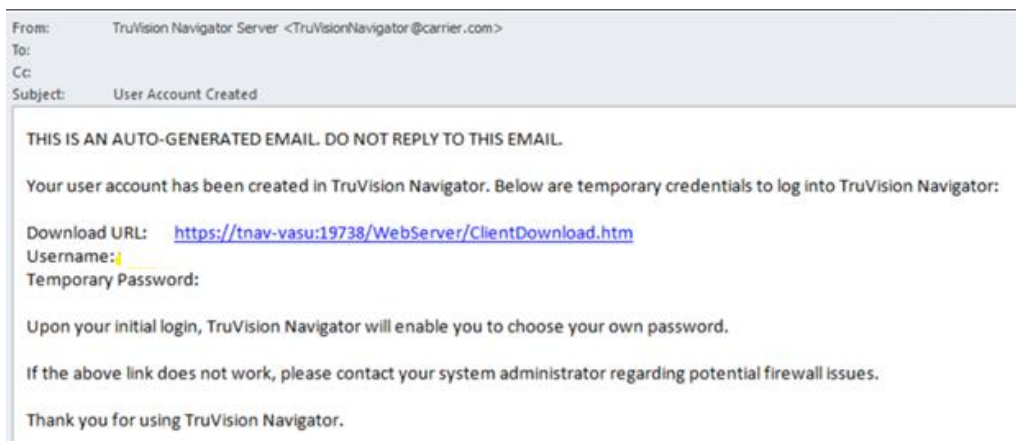 From: TruVision Navigator Server <TruVisionNavigator@carrier.com>
To:
Cc:
Subject: User Account Created
THIS IS AN AUTO-GENERATED EMAIL. DO NOT REPLY TO THIS EMAIL.
Your user account has been created in TruVision Navigator. Below are temporary credentials to log into TruVision Navigator:
Download URL: https://tnav-vasu:19738/WebServer/ClientDownload.htm
Username:
Temporary Password:
Upon your initial login, TruVision Navigator will enable you to choose your own password.
If the above link does not work, please contact your system administrator regarding potential firewall issues.
Thank you for using TruVision Navigator.